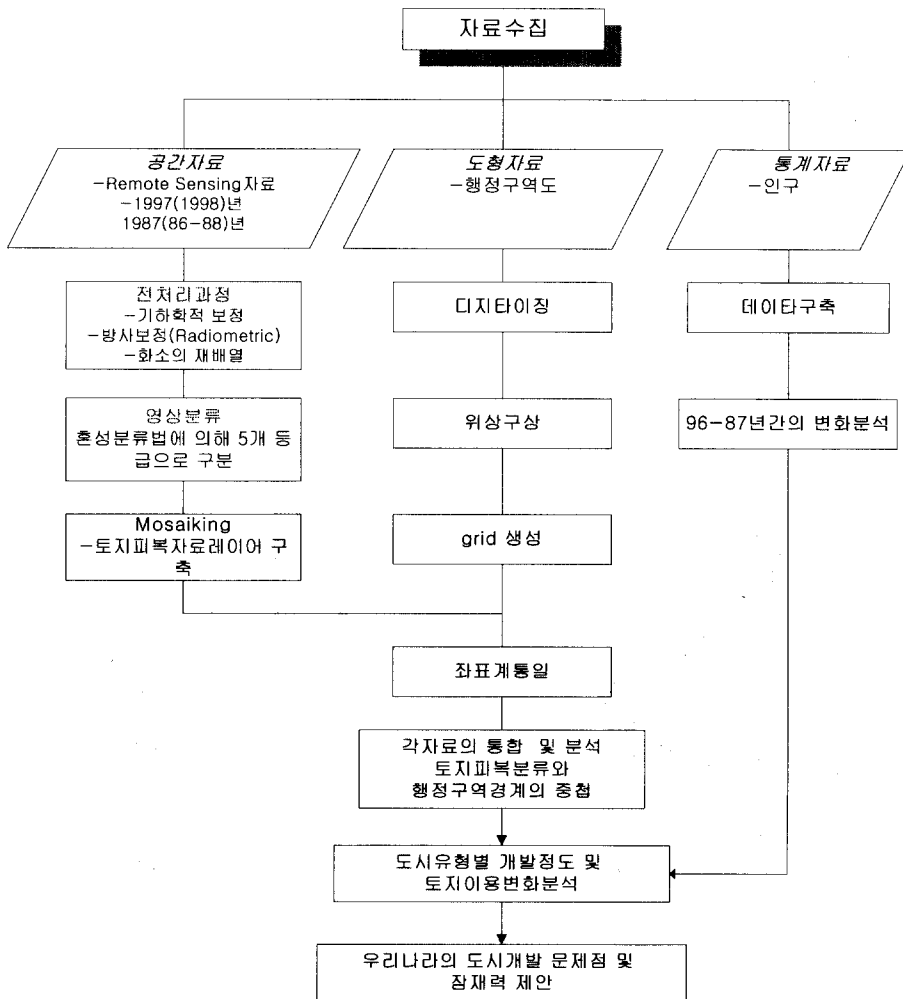 자료수집
공간자료
-Remote Sensing자료
-1997(1998)년
1987(86-88)년
도형자료
-행정구역도
통계자료
-인구
전처리과정
-기하학적 보정
-방사보정(Radiometric)
-화소의 재배열
디지타이징
데이타구축
영상분류
혼성분류법에 의해 5개 등
급으로 구분
위상구상
96-87년간의 변화분석
Mosaiking
-토지피복자료레이어 구
축
grid 생성
좌표계통일
각자료의 통합 및 분석
토지피복분류와
행정구역경계의 중첩
도시유형별 개발정도 및
토지이용변화분석
우리나라의 도시개발 문제점 및
잠재력 제안